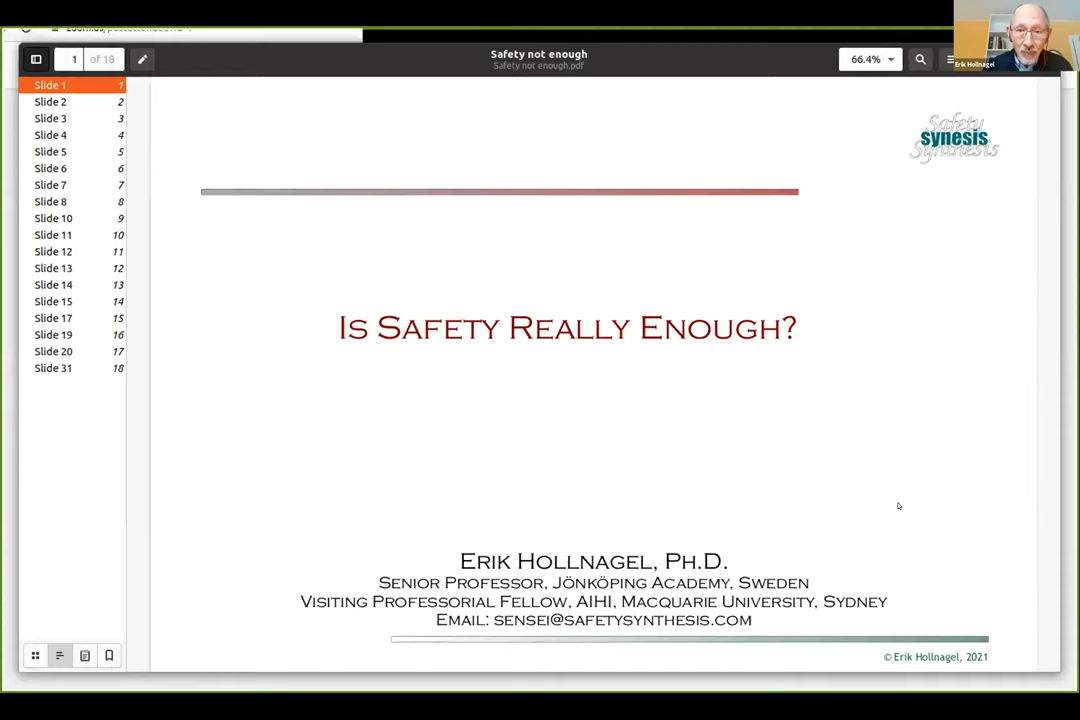 Safety not enough
Safety not enough.pdf
1 of 18
66.4%
Erik Hollnagel
Slide 1 1
Slide 2 2
Slide 3 3
Slide 4 4
Slide 5 5
Slide 6 6
Slide 7 7
Slide 8 8
Slide 10 9
Slide 11 10
Slide 12 11
Slide 13 12
Slide 14 13
Slide 15 14
Slide 17 15
Slide 19 16
Slide 20 17
Slide 31 18
Safety
synesis
Synthesis
Is Safety Really Enough?
Erik Hollnagel, Ph.D.
Senior Professor, Jönköping Academy, Sweden
Visiting Professorial Fellow, AIHI, Macquarie University, Sydney
Email: sensei@safetysynthesis.com
© Erik Hollnagel, 2021